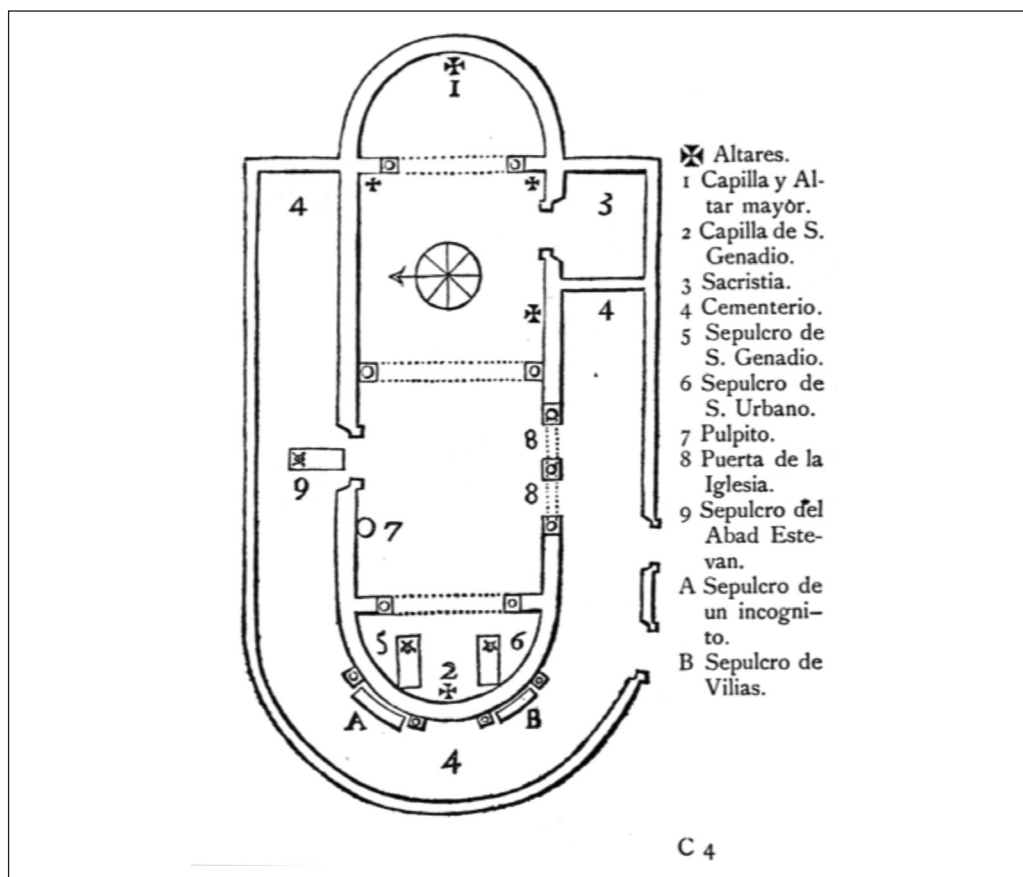 ✠
1
✠ ✠
4
3
✠
4
8
8
9
7
5
6
2
✠
A
B
4
✠ Altares.
1 Capilla y Al-
tar mayòr.
2 Capilla de S.
Genadio.
3 Sacristia.
4 Cementerio.
5 Sepulcro de
S. Genadio.
6 Sepulcro de
S. Urbano.
7 Pulpito.
8 Puerta de la
Iglesia.
9 Sepulcro del
Abad Este-
van.
A Sepulcro de
un incogni-
to.
B Sepulcro de
Vilias.
C 4